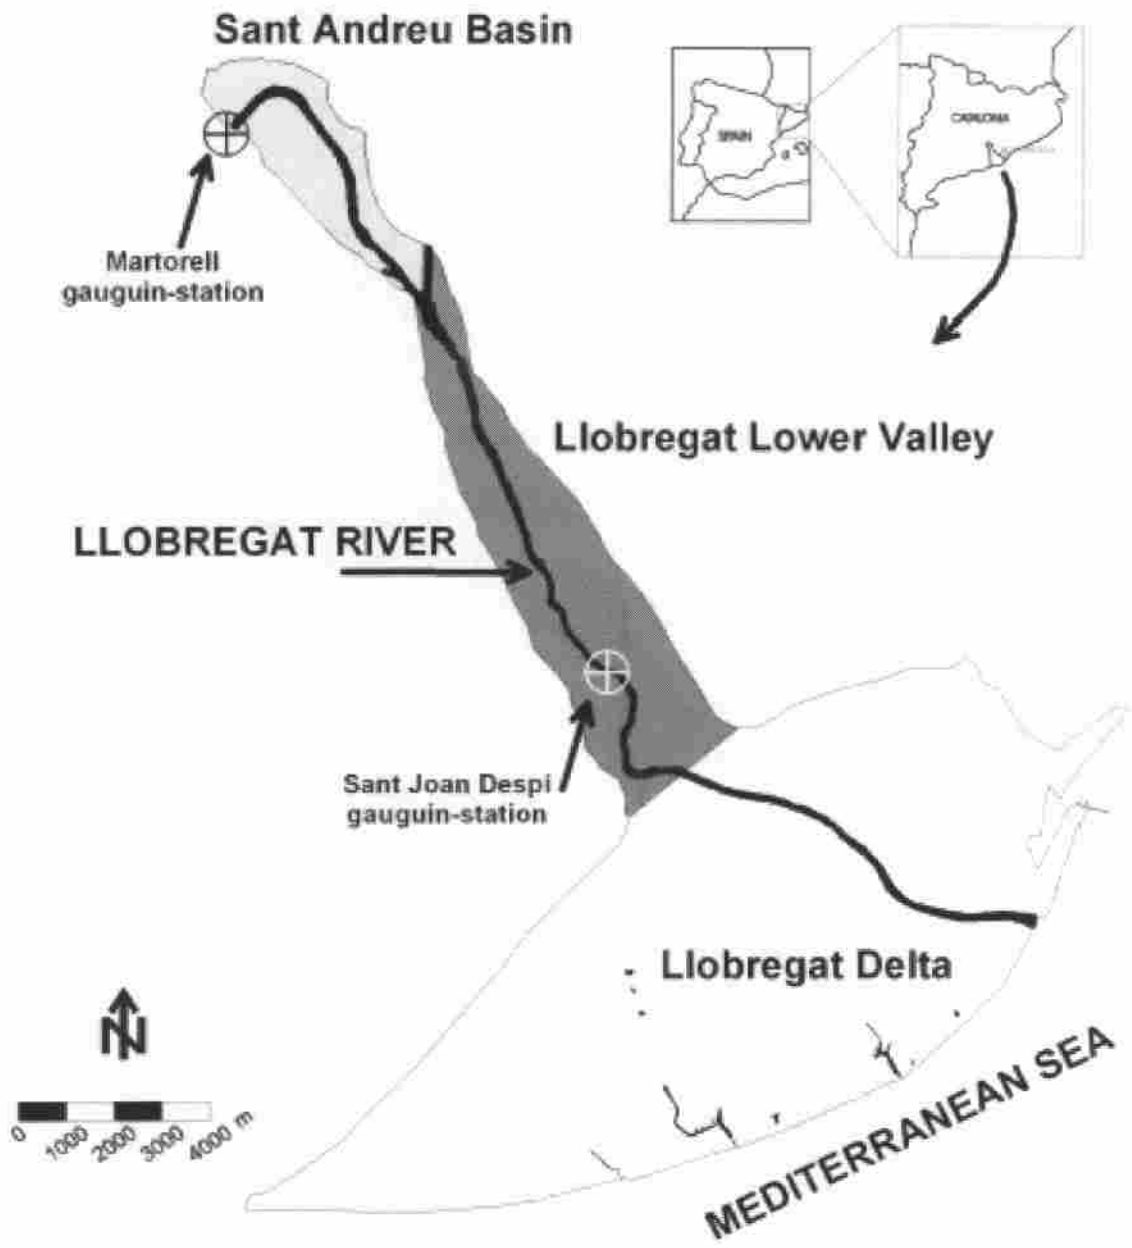 Sant Andreu Basin
SPAIN
CATALONIA
Martorell
gauguin-station
Llobregat Lower Valley
LLOBREGAT RIVER
Sant Joan Despi
gauguin-station
Llobregat Delta
N
0 1000 2000 3000 4000 m
MEDITERRANEAN SEA